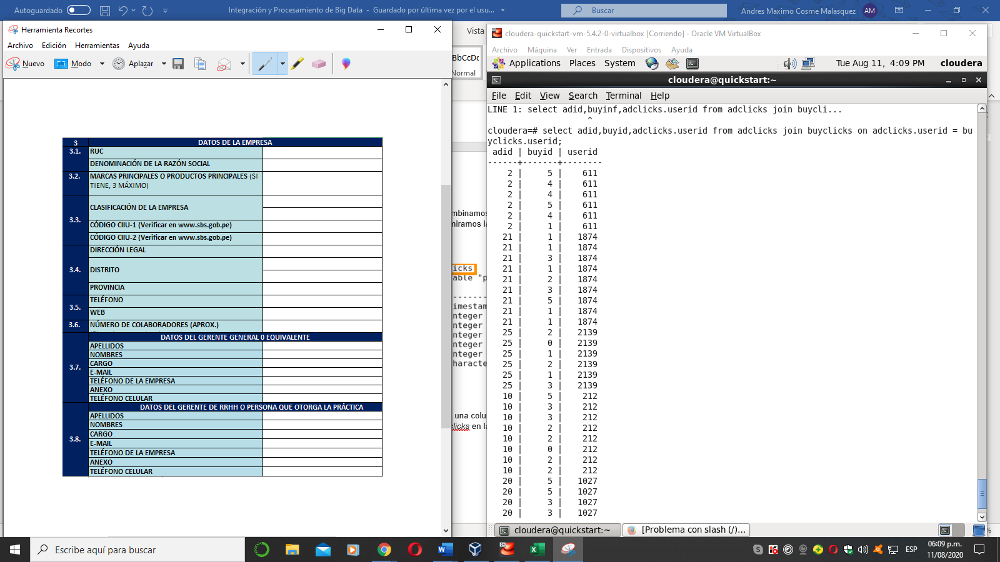 Autoguardado
Integración y Procesamiento de Big Data - Guardado por última vez por el usu...
Buscar
Andres Maximo Cosme Malasquez
AM
Herramienta Recortes
Archivo Edición Herramientas Ayuda
Nuevo Modo Aplazar
3 DATOS DE LA EMPRESA
3.1. RUC
DENOMINACIÓN DE LA RAZÓN SOCIAL
3.2. MARCAS PRINCIPALES O PRODUCTOS PRINCIPALES (SI
TIENE, 3 MÁXIMO)
3.3. CLASIFICACIÓN DE LA EMPRESA
CÓDIGO CIIU-1 (Verificar en www.sbs.gob.pe)
CÓDIGO CIIU-2 (Verificar en www.sbs.gob.pe)
3.4. DIRECCIÓN LEGAL
DISTRITO
PROVINCIA
3.5. TELÉFONO
WEB
3.6. NÚMERO DE COLABORADORES (APROX.)
DATOS DEL GERENTE GENERAL 0 EQUIVALENTE
3.7. APELLIDOS
NOMBRES
CARGO
E-MAIL
TELÉFONO DE LA EMPRESA
ANEXO
TELÉFONO CELULAR
DATOS DEL GERENTE DE RRHH O PERSONA QUE OTORGA LA PRÁCTICA
3.8. APELLIDOS
NOMBRES
CARGO
E-MAIL
TELÉFONO DE LA EMPRESA
ANEXO
TELÉFONO CELULAR
Vista
BbCcDc
Normal
mbinamos
miramos la
icks
able "p
--------
imestam
nteger
nteger
nteger
nteger
nteger
haracte
una colu
licks en la
cloudera-quickstart-vm-5.4.2-0-virtualbox [Corriendo] - Oracle VM VirtualBox
Archivo Máquina Ver Entrada Dispositivos Ayuda
Applications Places System
Tue Aug 11, 4:09 PM cloudera
cloudera@quickstart:~
File Edit View Search Terminal Help
LINE 1: select adid,buyinf,adclicks.userid from adclicks join buycli...
^
cloudera=# select adid,buyid,adclicks.userid from adclicks join buyclicks on adclicks.userid = bu
yclicks.userid;
adid | buyid | userid
------+-------+--------
2 | 5 | 611
2 | 4 | 611
2 | 4 | 611
2 | 5 | 611
2 | 4 | 611
2 | 1 | 611
21 | 1 | 1874
21 | 1 | 1874
21 | 3 | 1874
21 | 1 | 1874
21 | 2 | 1874
21 | 3 | 1874
21 | 5 | 1874
21 | 1 | 1874
21 | 1 | 1874
25 | 2 | 2139
25 | 0 | 2139
25 | 1 | 2139
25 | 2 | 2139
25 | 1 | 2139
25 | 3 | 2139
10 | 5 | 212
10 | 3 | 212
10 | 3 | 212
10 | 2 | 212
10 | 2 | 212
10 | 0 | 212
10 | 2 | 212
10 | 2 | 212
20 | 5 | 1027
20 | 5 | 1027
20 | 3 | 1027
20 | 3 | 1027
cloudera@quickstart:~
[Problema con slash (/)...
%
Escribe aquí para buscar
ESP
06:09 p.m.
11/08/2020